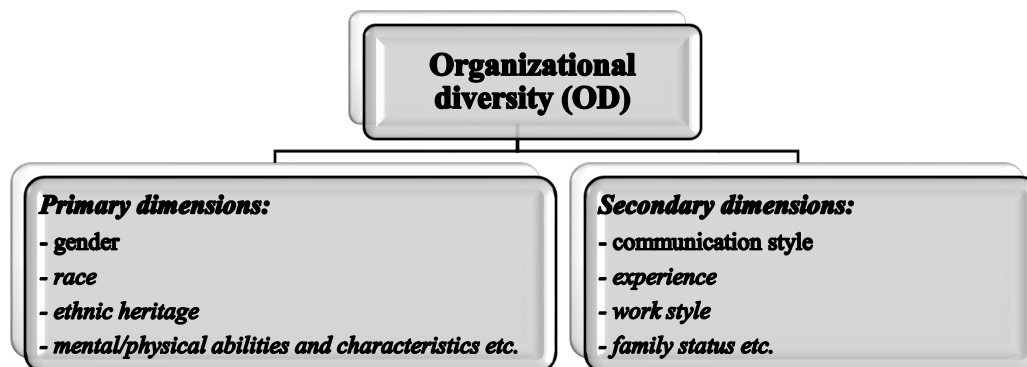 Organizational
diversity (OD)
Primary dimensions:
- gender
- race
- ethnic heritage
- mental/physical abilities and characteristics etc.
Secondary dimensions:
- communication style
- experience
- work style
- family status etc.